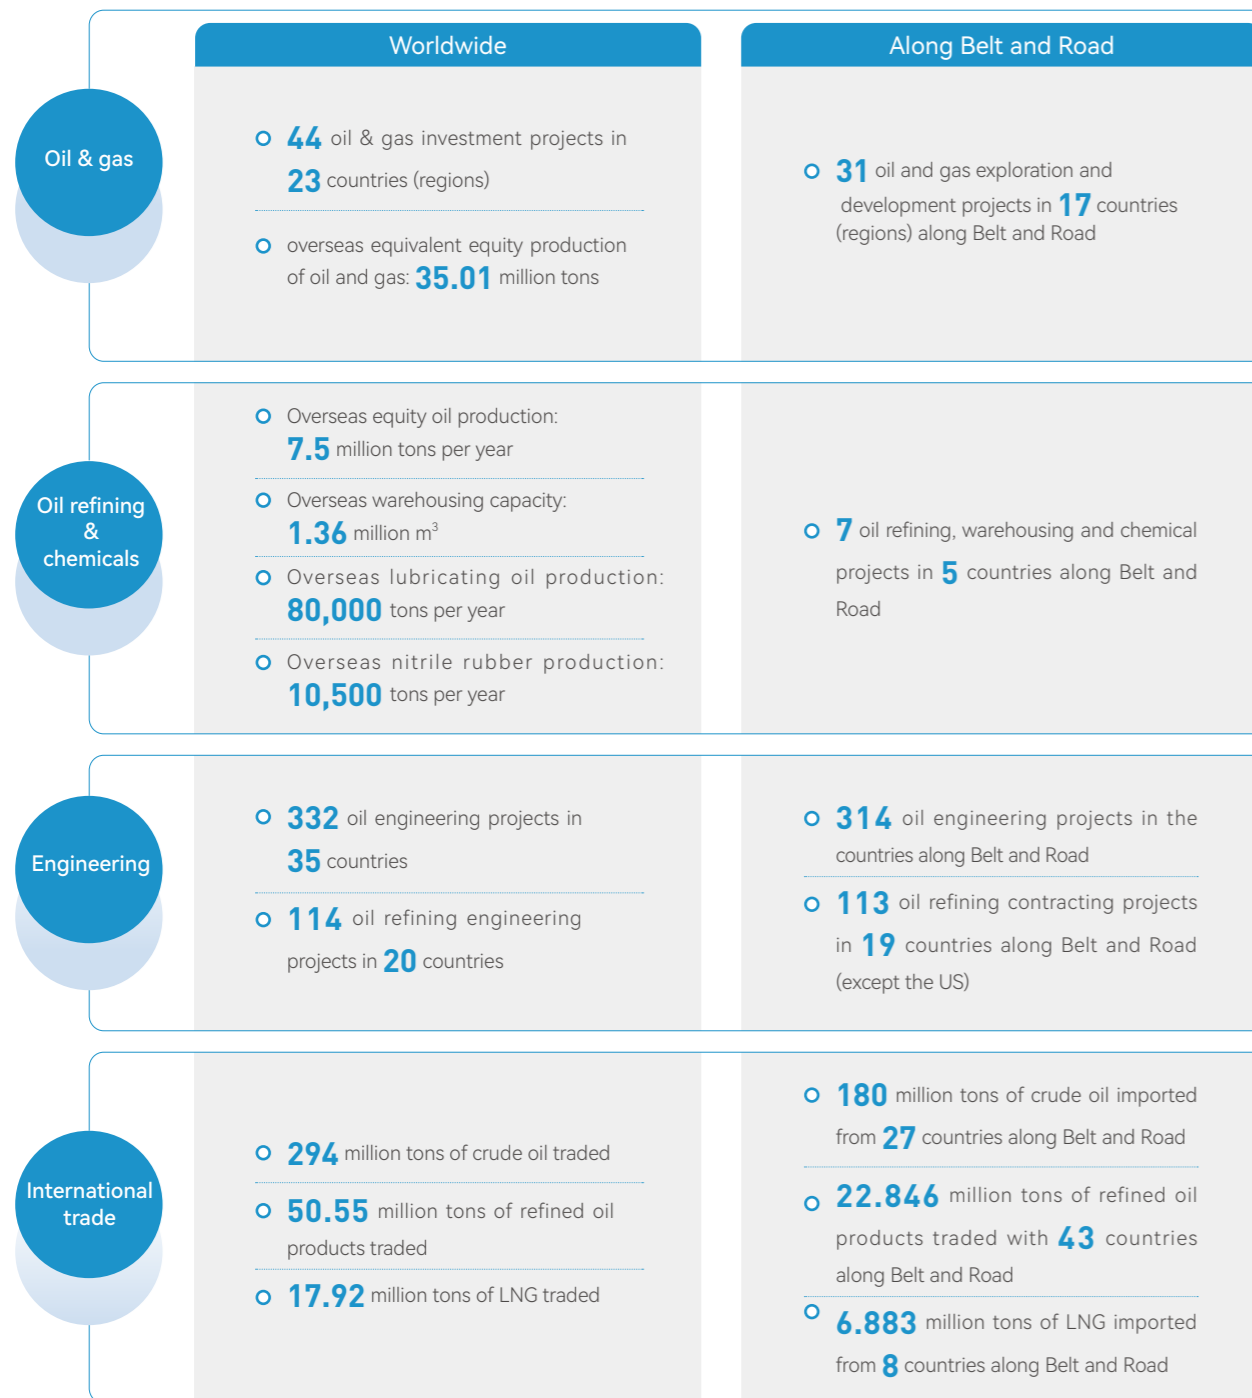 Worldwide
Along Belt and Road
Oil & gas
44 oil & gas investment projects in
23 countries (regions)
overseas equivalent equity production
of oil and gas: 35.01 million tons
31 oil and gas exploration and
development projects in 17 countries
(regions) along Belt and Road
Oil refining
&
chemicals
Overseas equity oil production:
7.5 million tons per year
Overseas warehousing capacity:
1.36 million m³
Overseas lubricating oil production:
80,000 tons per year
Overseas nitrile rubber production:
10,500 tons per year
7 oil refining, warehousing and chemical
projects in 5 countries along Belt and
Road
Engineering
332 oil engineering projects in
35 countries
114 oil refining engineering
projects in 20 countries
314 oil engineering projects in the
countries along Belt and Road
113 oil refining contracting projects
in 19 countries along Belt and Road
(except the US)
International
trade
294 million tons of crude oil traded
50.55 million tons of refined oil
products traded
17.92 million tons of LNG traded
180 million tons of crude oil imported
from 27 countries along Belt and Road
22.846 million tons of refined oil
products traded with 43 countries
along Belt and Road
6.883 million tons of LNG imported
from 8 countries along Belt and Road